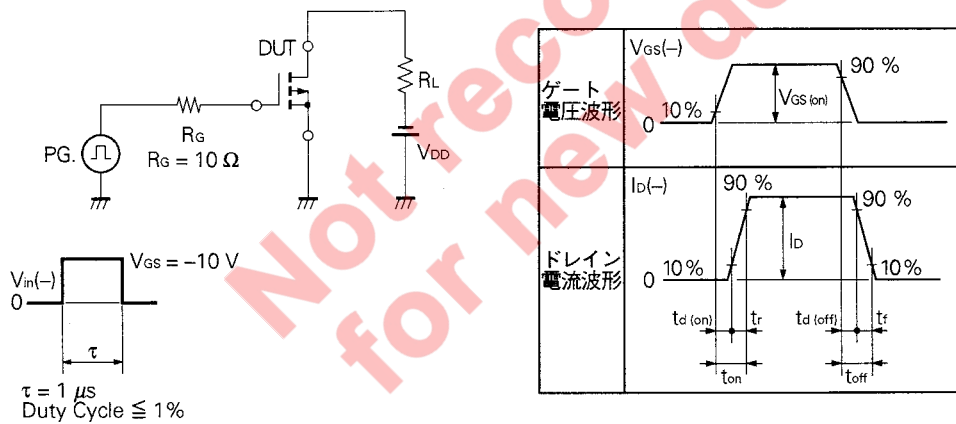 DUT
RL
RG
RG = 10 Ω
PG.
VDD
Vin(−)
0
VGS = −10 V
τ
τ = 1 μs
Duty Cycle ≦ 1%
ゲート
電圧波形
VGS(−)
10 %
0
VGS (on)
90 %
ドレイン
電流波形
ID(−)
90 %
90 %
10 %
0
ID
10 %
td (on)
tr
td (off)
tf
ton
toff
Not
for new